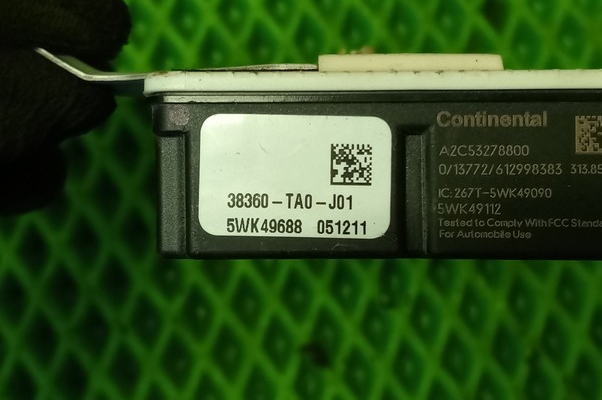 38360-TA0-J01
5WK49688 051211
Continental
A2C53278800
0/13772/612998383 313.85
IC:267T-5WK49090
5WK49112
Tested to Comply With FCC
For Automobile Use